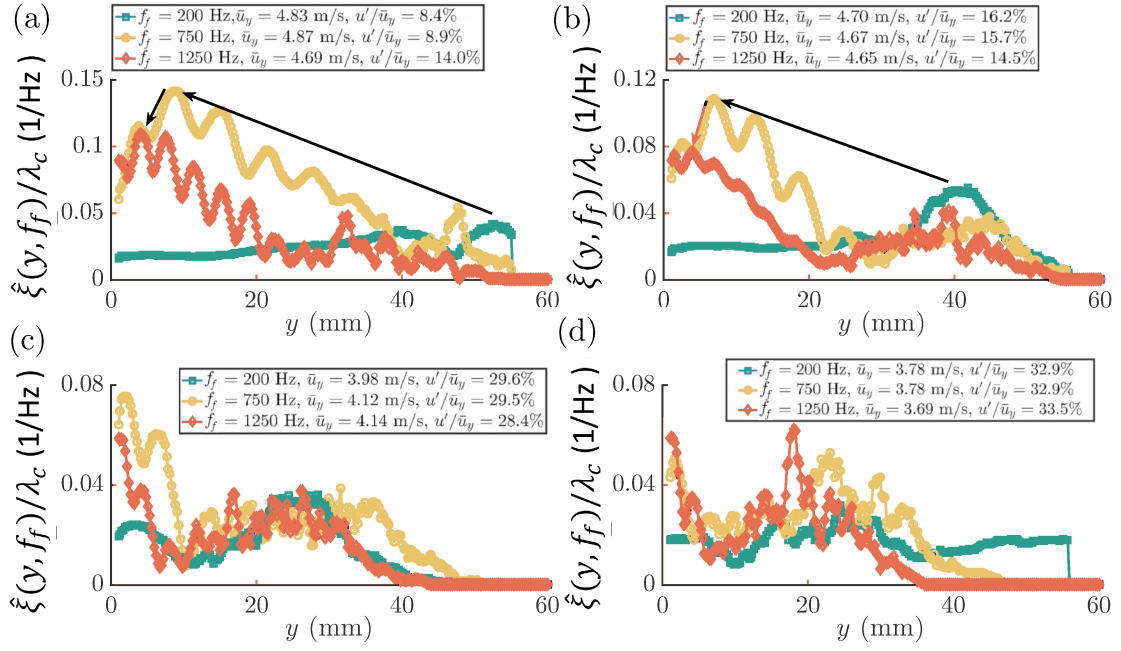 (a)
f_f = 200 Hz, ū_y = 4.83 m/s, u′/ū_y = 8.4%
f_f = 750 Hz, ū_y = 4.87 m/s, u′/ū_y = 8.9%
f_f = 1250 Hz, ū_y = 4.69 m/s, u′/ū_y = 14.0%
ξ̂(y, f_f)/λ_c (1/Hz)
0.15
0.1
0.05
0
0 20 40 60
y (mm)
(b)
f_f = 200 Hz, ū_y = 4.70 m/s, u′/ū_y = 16.2%
f_f = 750 Hz, ū_y = 4.67 m/s, u′/ū_y = 15.7%
f_f = 1250 Hz, ū_y = 4.65 m/s, u′/ū_y = 14.5%
ξ̂(y, f_f)/λ_c (1/Hz)
0.12
0.08
0.04
0
0 20 40 60
y (mm)
(c)
f_f = 200 Hz, ū_y = 3.98 m/s, u′/ū_y = 29.6%
f_f = 750 Hz, ū_y = 4.12 m/s, u′/ū_y = 29.5%
f_f = 1250 Hz, ū_y = 4.14 m/s, u′/ū_y = 28.4%
ξ̂(y, f_f)/λ_c (1/Hz)
0.08
0.04
0
0 20 40 60
y (mm)
(d)
f_f = 200 Hz, ū_y = 3.78 m/s, u′/ū_y = 32.9%
f_f = 750 Hz, ū_y = 3.78 m/s, u′/ū_y = 32.9%
f_f = 1250 Hz, ū_y = 3.69 m/s, u′/ū_y = 33.5%
ξ̂(y, f_f)/λ_c (1/Hz)
0.08
0.04
0
0 20 40 60
y (mm)